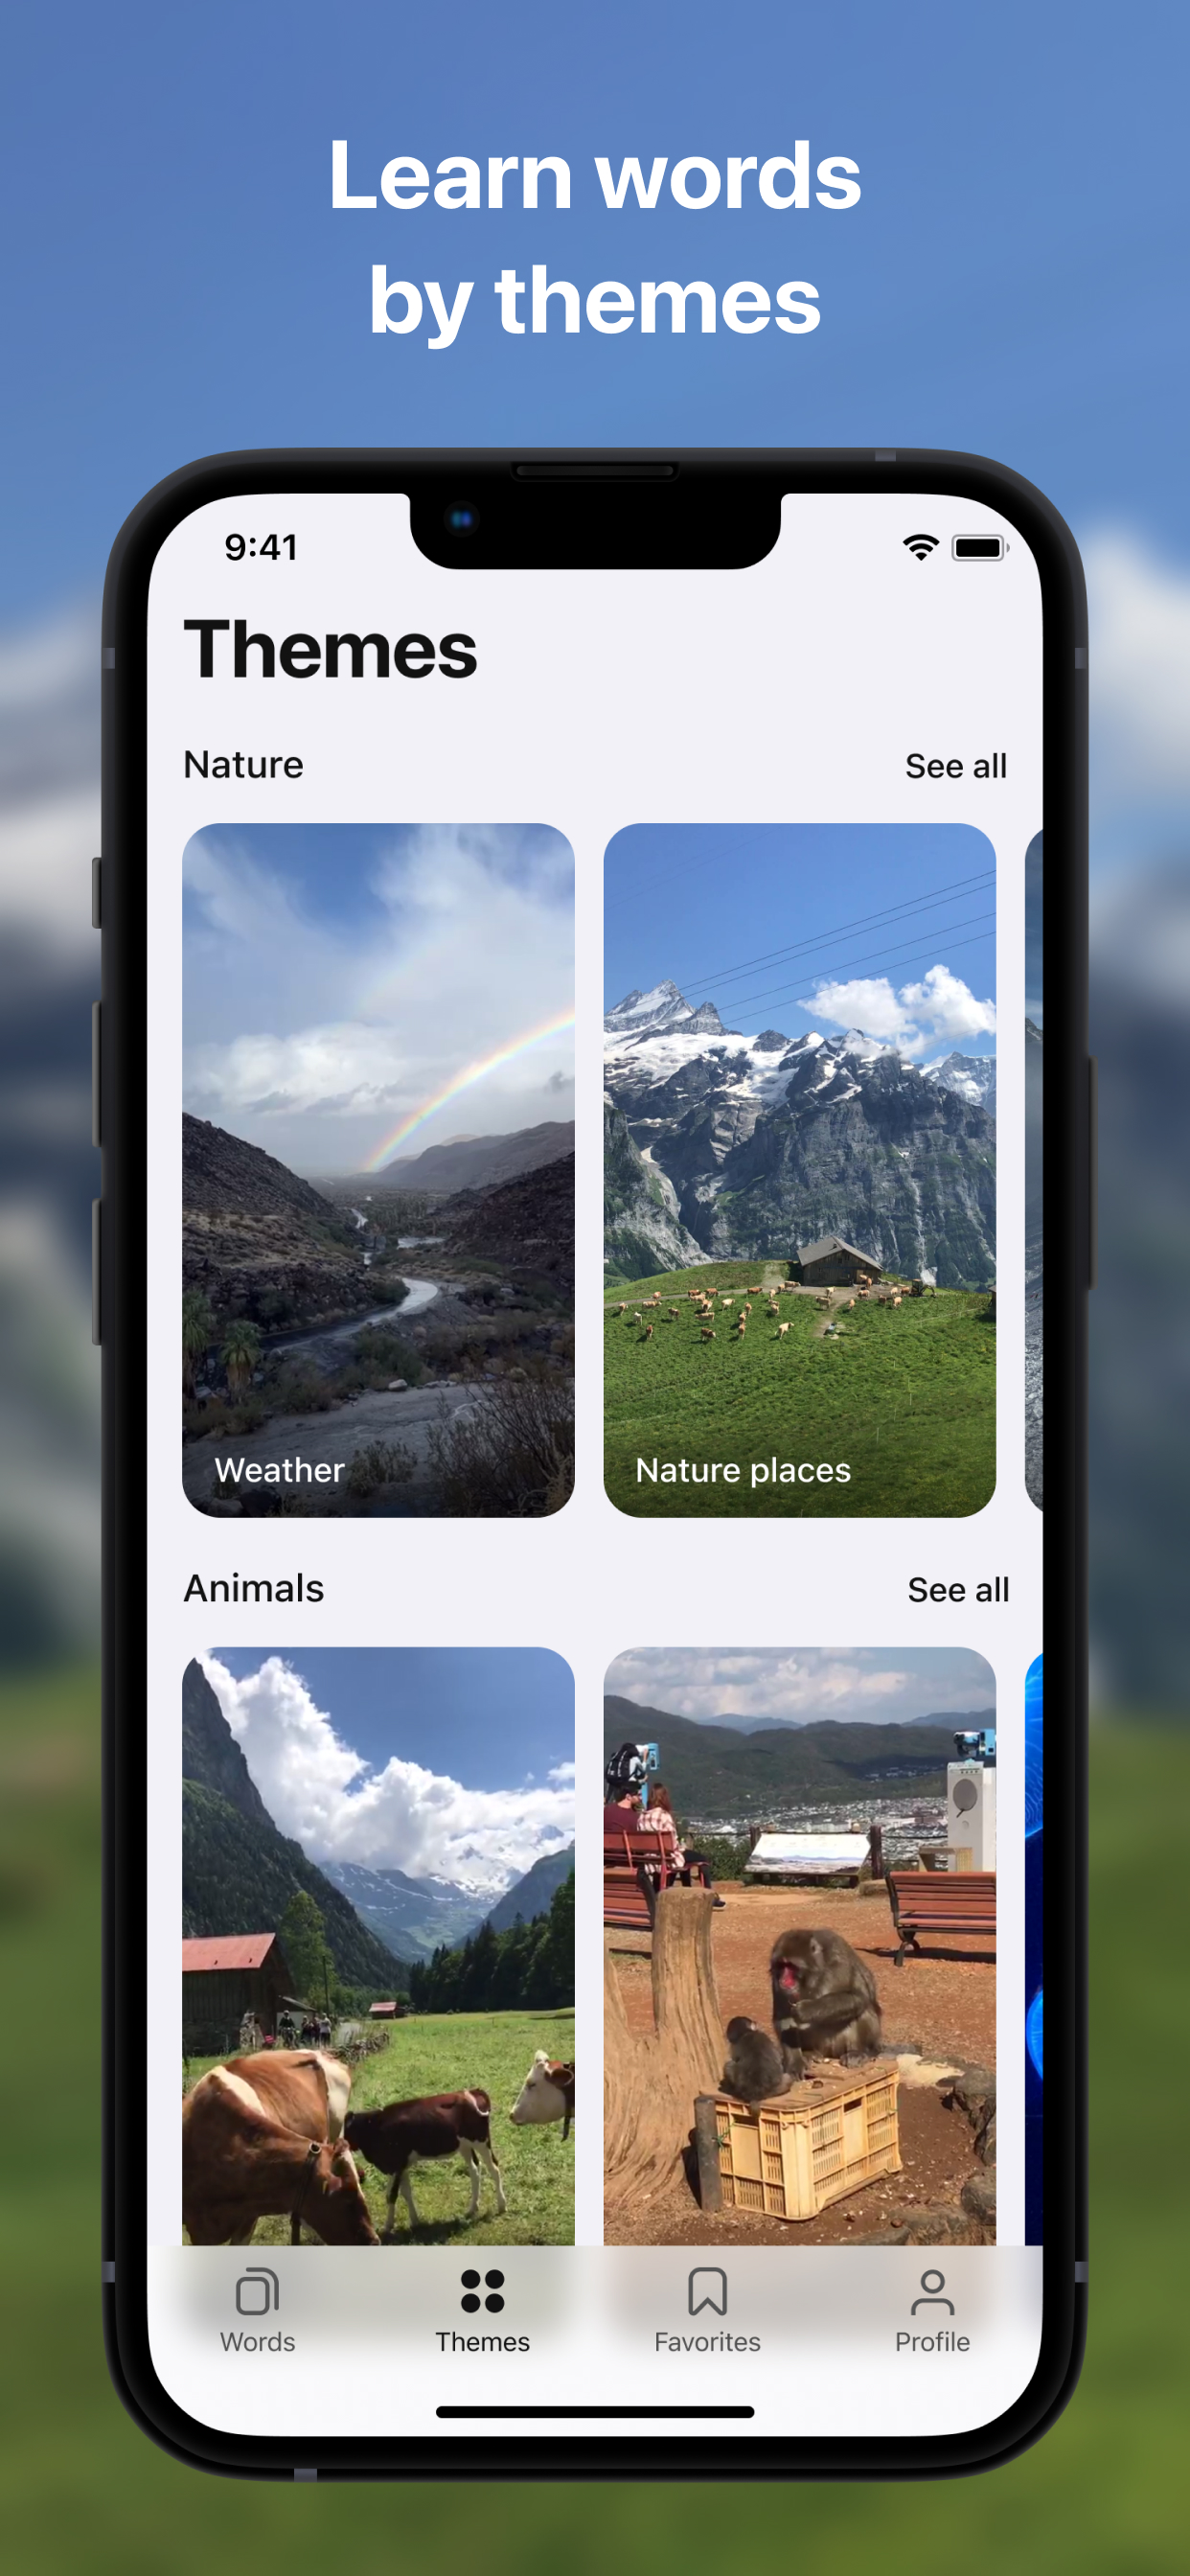 Learn words
by themes
9:41
Themes
Nature
See all
Weather
Nature places
Animals
See all
Words
Themes
Favorites
Profile